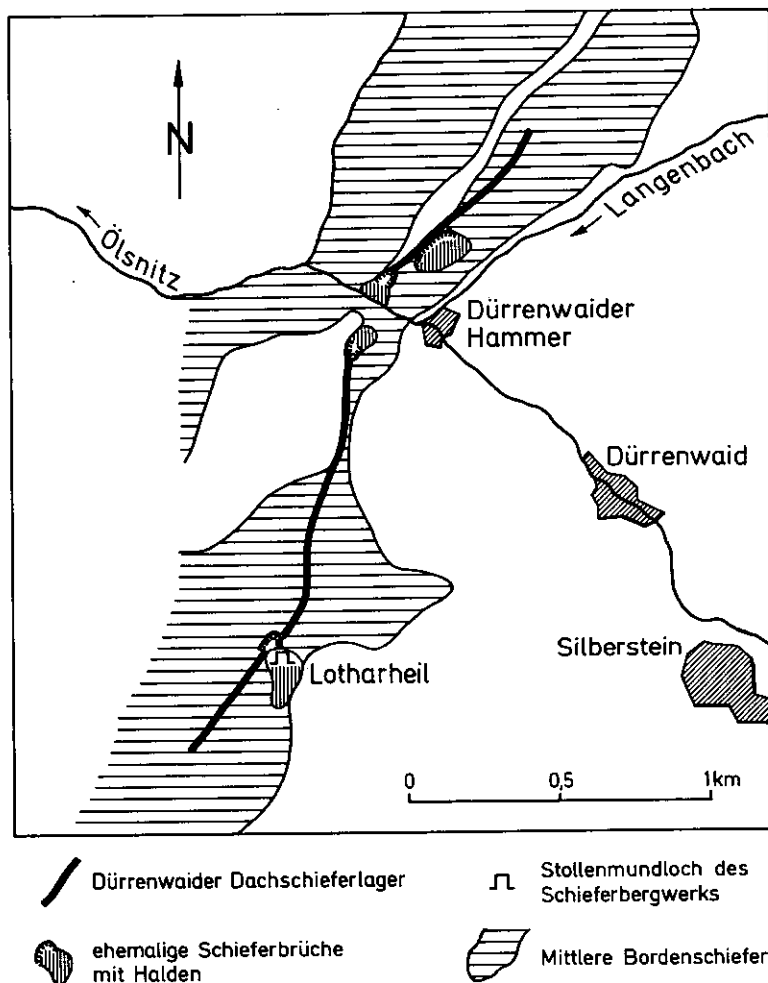 N
Ölsnitz
Langenbach
Dürrenwaider
Hammer
Dürrenwaid
Silberstein
Lotharheil
0 0,5 1km
Dürrenwaider Dachschieferlager
Stollenmundloch des
Schieferbergwerks
ehemalige Schieferbrüche
mit Halden
Mittlere Bordenschiefer